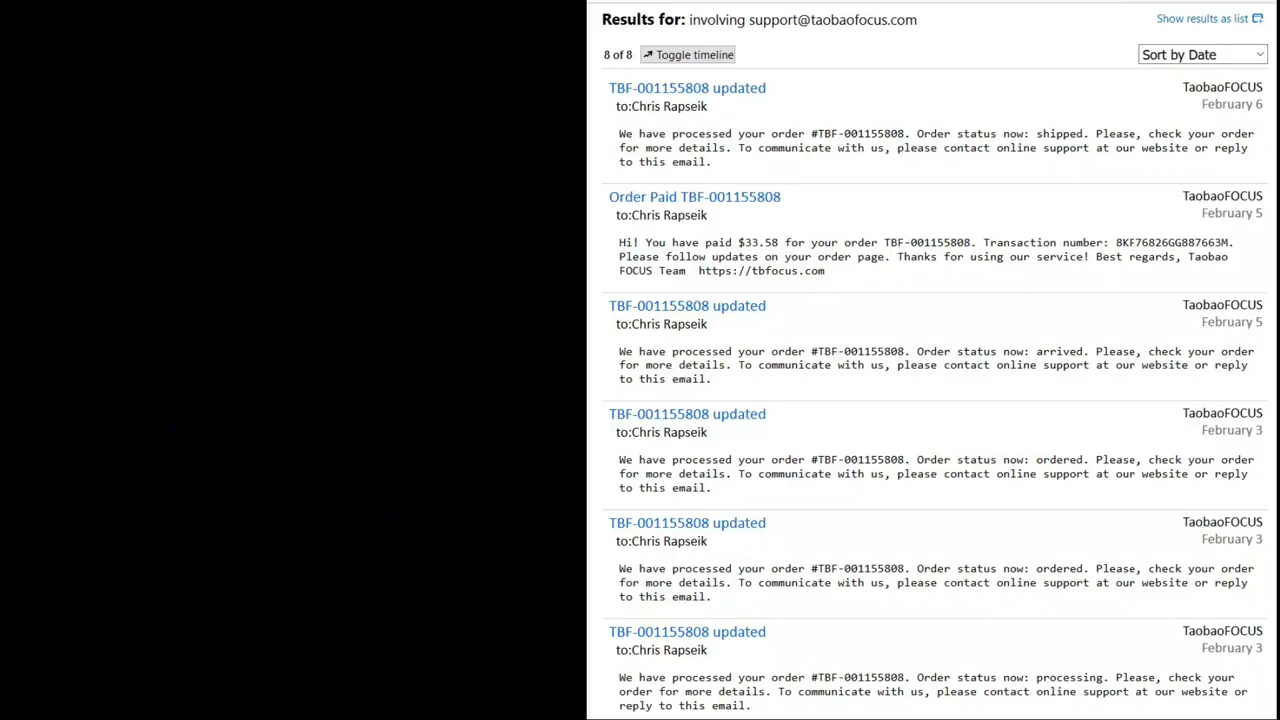 Results for: involving support@taobaofocus.com
Show results as list
8 of 8 Toggle timeline
Sort by Date
TBF-001155808 updated
TaobaoFOCUS
to:Chris Rapseik
February 6
We have processed your order #TBF-001155808. Order status now: shipped. Please, check your order
for more details. To communicate with us, please contact online support at our website or reply
to this email.
Order Paid TBF-001155808
TaobaoFOCUS
to:Chris Rapseik
February 5
Hi! You have paid $33.58 for your order TBF-001155808. Transaction number: 8KF76826GG887663M.
Please follow updates on your order page. Thanks for using our service! Best regards, Taobao
FOCUS Team https://tbfocus.com
TBF-001155808 updated
TaobaoFOCUS
to:Chris Rapseik
February 5
We have processed your order #TBF-001155808. Order status now: arrived. Please, check your order
for more details. To communicate with us, please contact online support at our website or reply
to this email.
TBF-001155808 updated
TaobaoFOCUS
to:Chris Rapseik
February 3
We have processed your order #TBF-001155808. Order status now: ordered. Please, check your order
for more details. To communicate with us, please contact online support at our website or reply
to this email.
TBF-001155808 updated
TaobaoFOCUS
to:Chris Rapseik
February 3
We have processed your order #TBF-001155808. Order status now: ordered. Please, check your order
for more details. To communicate with us, please contact online support at our website or reply
to this email.
TBF-001155808 updated
TaobaoFOCUS
to:Chris Rapseik
February 3
We have processed your order #TBF-001155808. Order status now: processing. Please, check your
order for more details. To communicate with us, please contact online support at our website or
reply to this email.